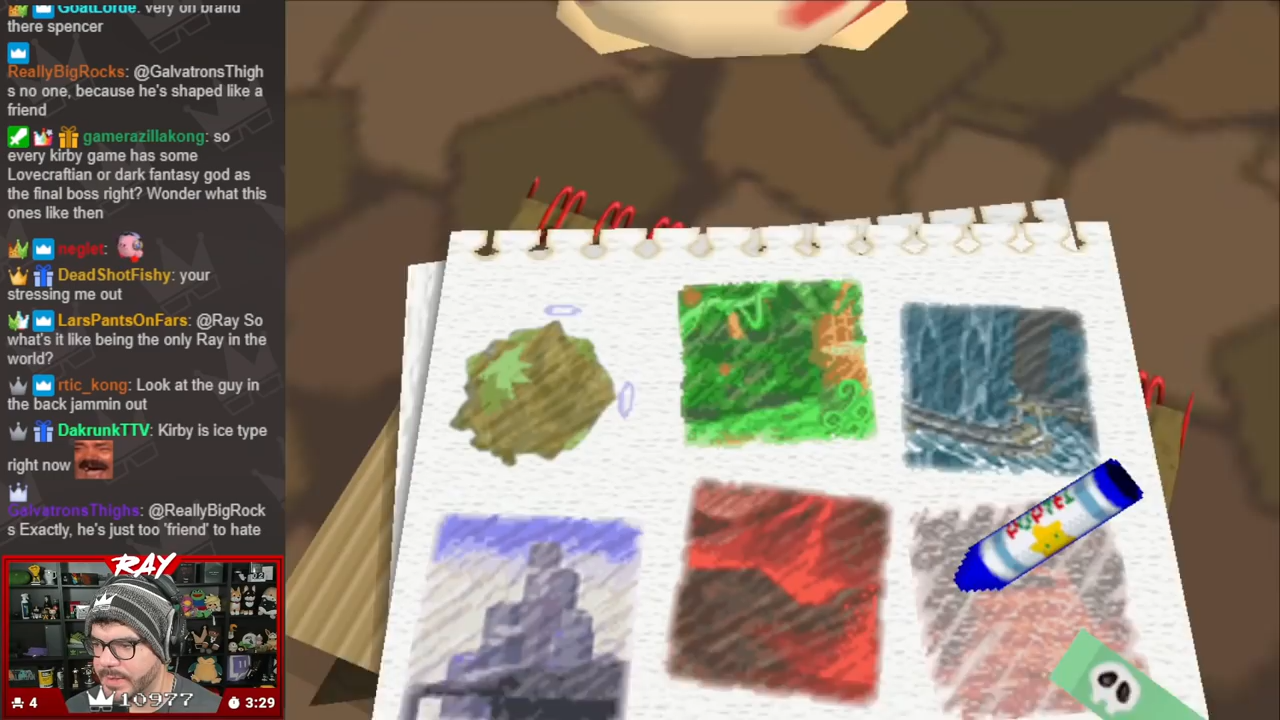 GoatLorde: very on brand
there spencer
ReallyBigRocks: @GalvatronsThigh
s no one, because he's shaped like a
friend
gamerazillakong: so
every kirby game has some
Lovecraftian or dark fantasy god as
the final boss right? Wonder what this
ones like then
neglet:
DeadShotFishy: your
stressing me out
LarsPantsOnFars: @Ray So
what's it like being the only Ray in the
world?
rtic_kong: Look at the guy in
the back jammin out
DakrunkTTV: Kirby is ice type
right now
GalvatronsThighs: @ReallyBigRock
s Exactly, he's just too 'friend' to hate
RAY
4
10977
3:29